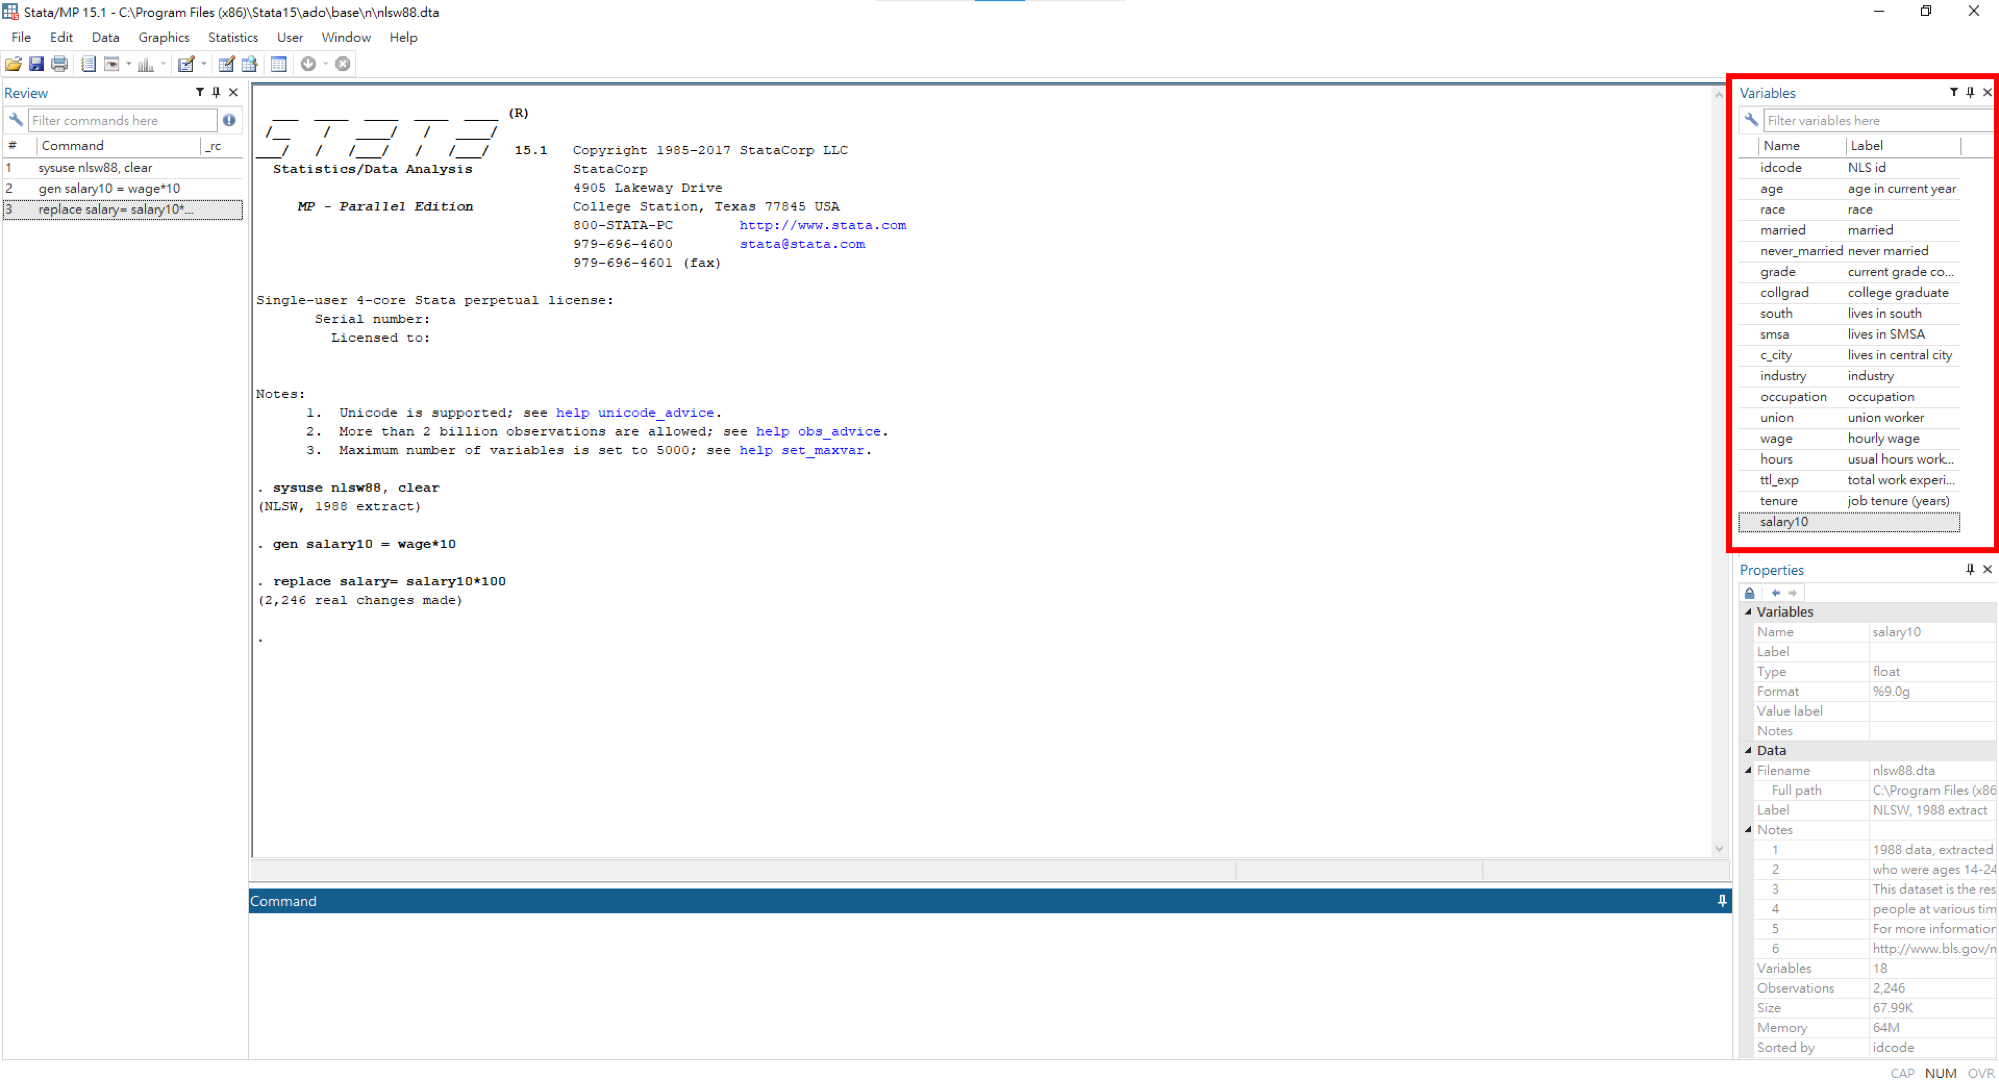 Stata/MP 15.1 - C:\Program Files (x86)\Stata15\ado\base\n\nlsw88.dta
File Edit Data Graphics Statistics User Window Help
Review
Filter commands here
# Command _rc
1 sysuse nlsw88, clear
2 gen salary10 = wage*10
3 replace salary= salary10*...
(R)
Stata
15.1 Copyright 1985-2017 StataCorp LLC
Statistics/Data Analysis StataCorp
4905 Lakeway Drive
MP - Parallel Edition College Station, Texas 77845 USA
800-STATA-PC http://www.stata.com
979-696-4600 stata@stata.com
979-696-4601 (fax)
Single-user 4-core Stata perpetual license:
Serial number:
Licensed to:
Notes:
1. Unicode is supported; see help unicode_advice.
2. More than 2 billion observations are allowed; see help obs_advice.
3. Maximum number of variables is set to 5000; see help set_maxvar.
. sysuse nlsw88, clear
(NLSW, 1988 extract)
. gen salary10 = wage*10
. replace salary= salary10*100
(2,246 real changes made)
.
Command
Variables
Filter variables here
Name Label
idcode NLS id
age age in current year
race race
married married
never_married never married
grade current grade co...
collgrad college graduate
south lives in south
smsa lives in SMSA
c_city lives in central city
industry industry
occupation occupation
union union worker
wage hourly wage
hours usual hours work...
ttl_exp total work experi...
tenure job tenure (years)
salary10
Properties
Variables
Name salary10
Label
Type float
Format %9.0g
Value label
Notes
Data
Filename nlsw88.dta
Full path C:\Program Files (x86
Label NLSW, 1988 extract
Notes
1 1988 data, extracted
2 who were ages 14-24
3 This dataset is the res
4 people at various tim
5 For more information
6 http://www.bls.gov/n
Variables 18
Observations 2,246
Size 67.99K
Memory 64M
Sorted by idcode
CAP NUM OVR